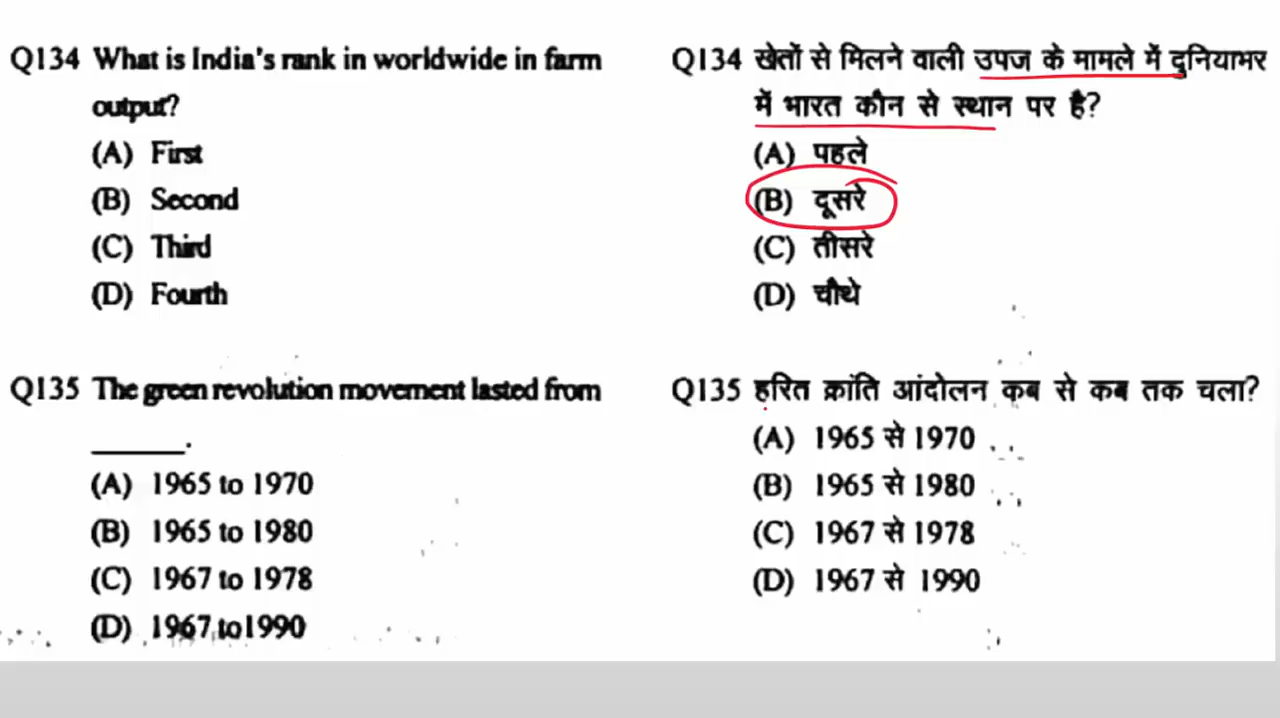 Q134 What is India's rank in worldwide in farm
output?
(A) First
(B) Second
(C) Third
(D) Fourth
Q135 The green revolution movement lasted from
______.
(A) 1965 to 1970
(B) 1965 to 1980
(C) 1967 to 1978
(D) 1967 to1990
Q134 खेतों से मिलने वाली उपज के मामले में दुनियाभर
में भारत कौन से स्थान पर है?
(A) पहले
(B) दूसरे
(C) तीसरे
(D) चौथे
Q135 हरित क्रांति आंदोलन कब से कब तक चला?
(A) 1965 से 1970
(B) 1965 से 1980
(C) 1967 से 1978
(D) 1967 से 1990